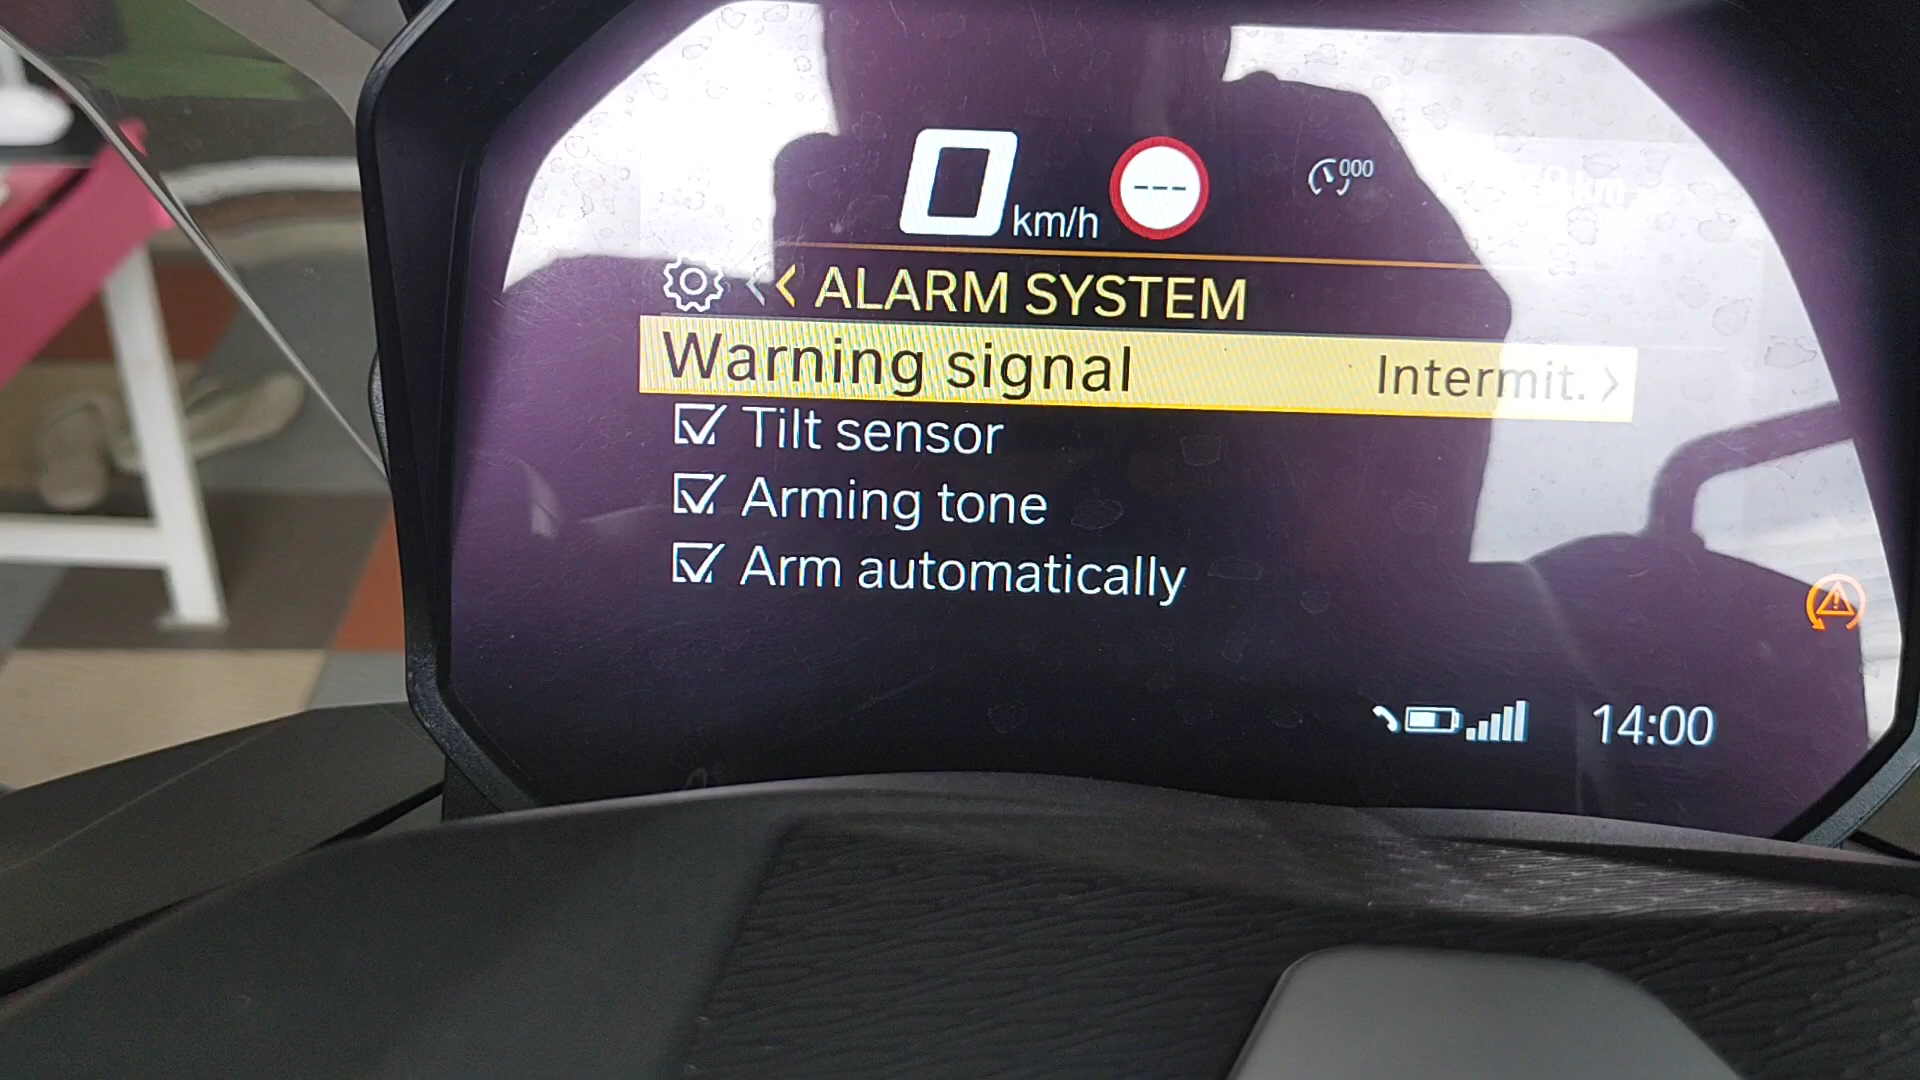 0 km/h --- 000
ALARM SYSTEM
Warning signal Intermit.
Tilt sensor
Arming tone
Arm automatically
14:00